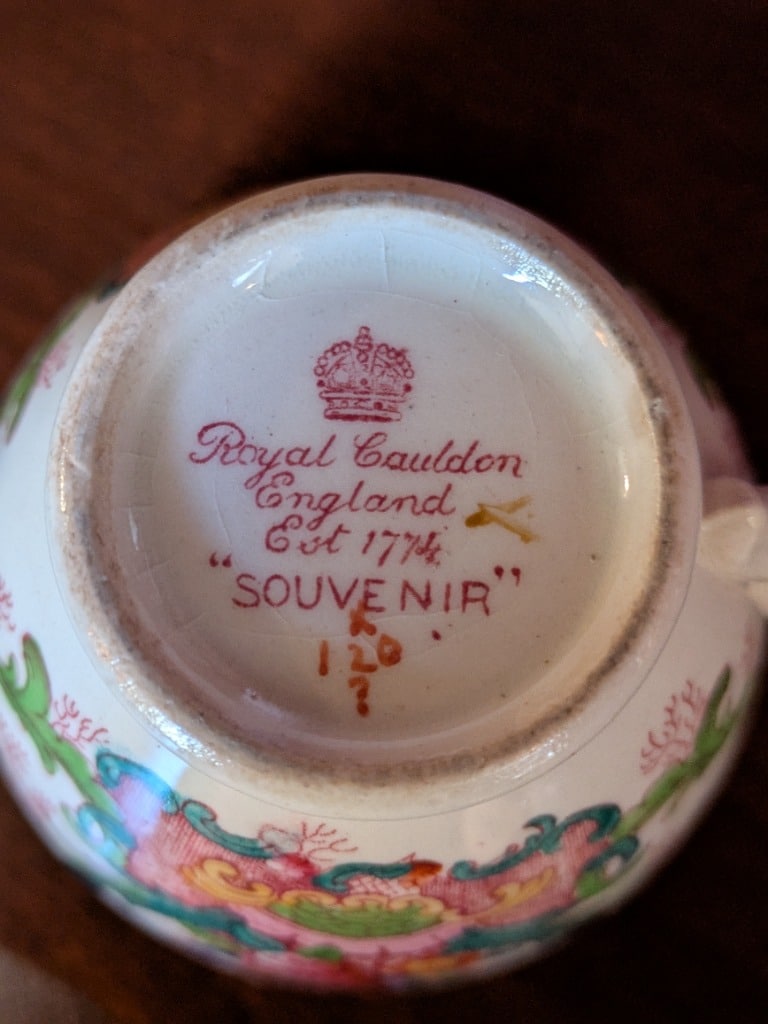 Royal Cauldon
England
Est 1774
"SOUVENIR"
K
120
?